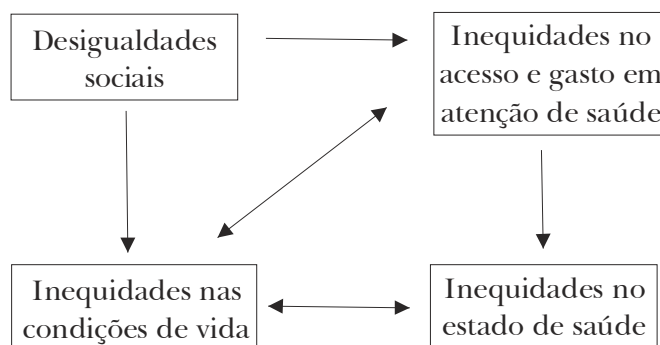 Desigualdades
sociais
Inequidades no
acesso e gasto em
atenção de saúde
Inequidades nas
condições de vida
Inequidades no
estado de saúde